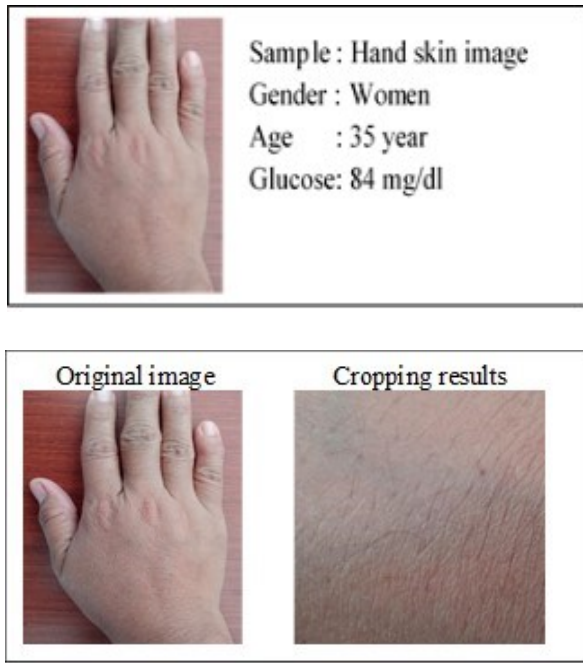 Sample : Hand skin image
Gender : Women
Age : 35 year
Glucose: 84 mg/dl
Original image
Cropping results